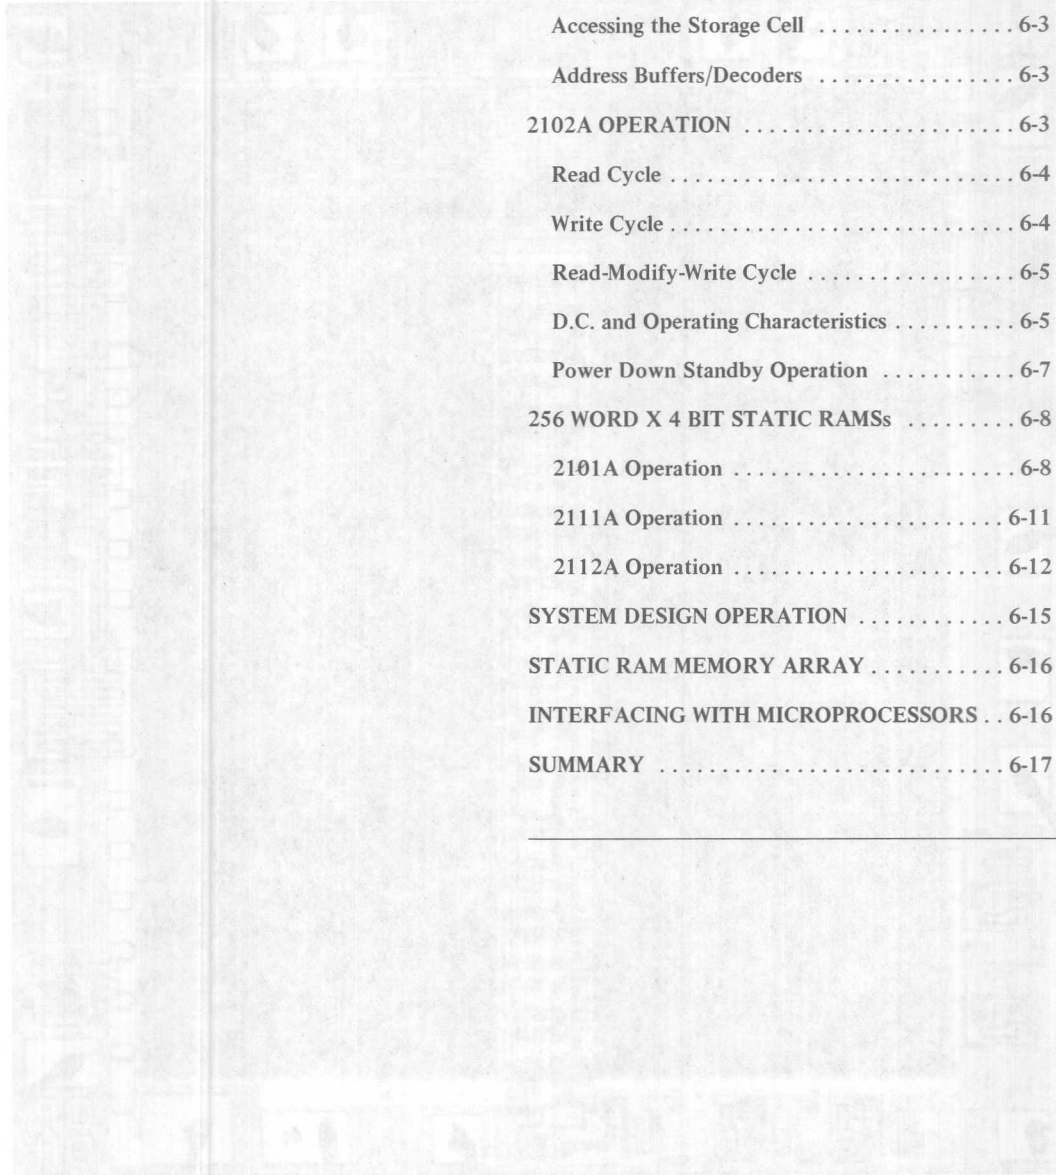 Accessing the Storage Cell ................ 6-3
Address Buffers/Decoders ................ 6-3
2102A OPERATION ...................... 6-3
Read Cycle ............................ 6-4
Write Cycle ............................ 6-4
Read-Modify-Write Cycle ................. 6-5
D.C. and Operating Characteristics .......... 6-5
Power Down Standby Operation ........... 6-7
256 WORD X 4 BIT STATIC RAMSs ......... 6-8
2101A Operation ....................... 6-8
2111A Operation ...................... 6-11
2112A Operation ...................... 6-12
SYSTEM DESIGN OPERATION ............ 6-15
STATIC RAM MEMORY ARRAY ........... 6-16
INTERFACING WITH MICROPROCESSORS .. 6-16
SUMMARY ............................ 6-17